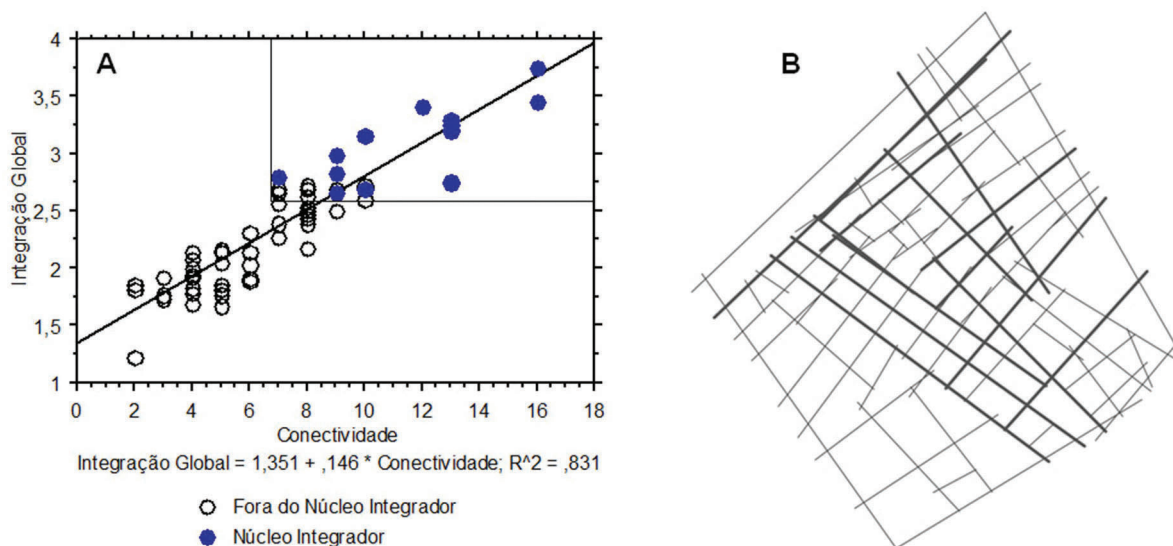 A
B
Integração Global
4
3,5
3
2,5
2
1,5
1
0 2 4 6 8 10 12 14 16 18
Conectividade
Integração Global = 1,351 + ,146 * Conectividade; R^2 = ,831
Fora do Núcleo Integrador
Núcleo Integrador